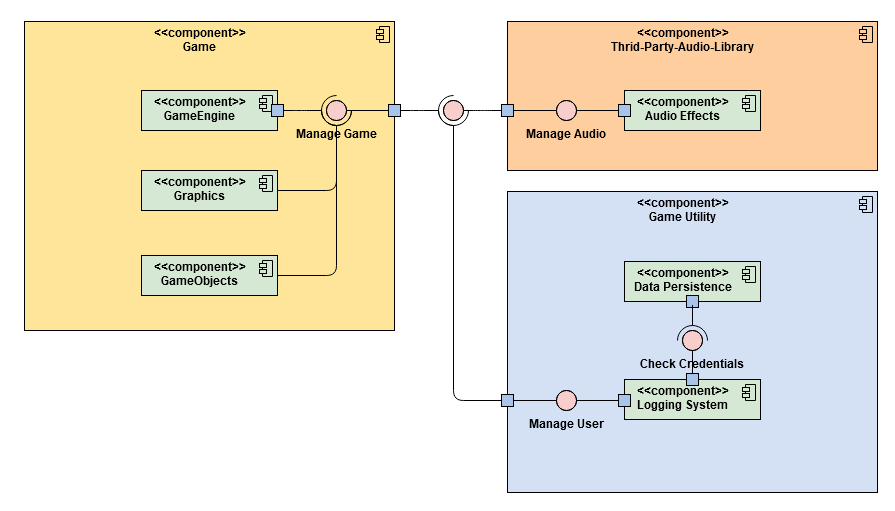 <<component>>
Game
<<component>>
GameEngine
Manage Game
<<component>>
Graphics
<<component>>
GameObjects
<<component>>
Thrid-Party-Audio-Library
Manage Audio
<<component>>
Audio Effects
<<component>>
Game Utility
<<component>>
Data Persistence
Check Credentials
<<component>>
Logging System
Manage User